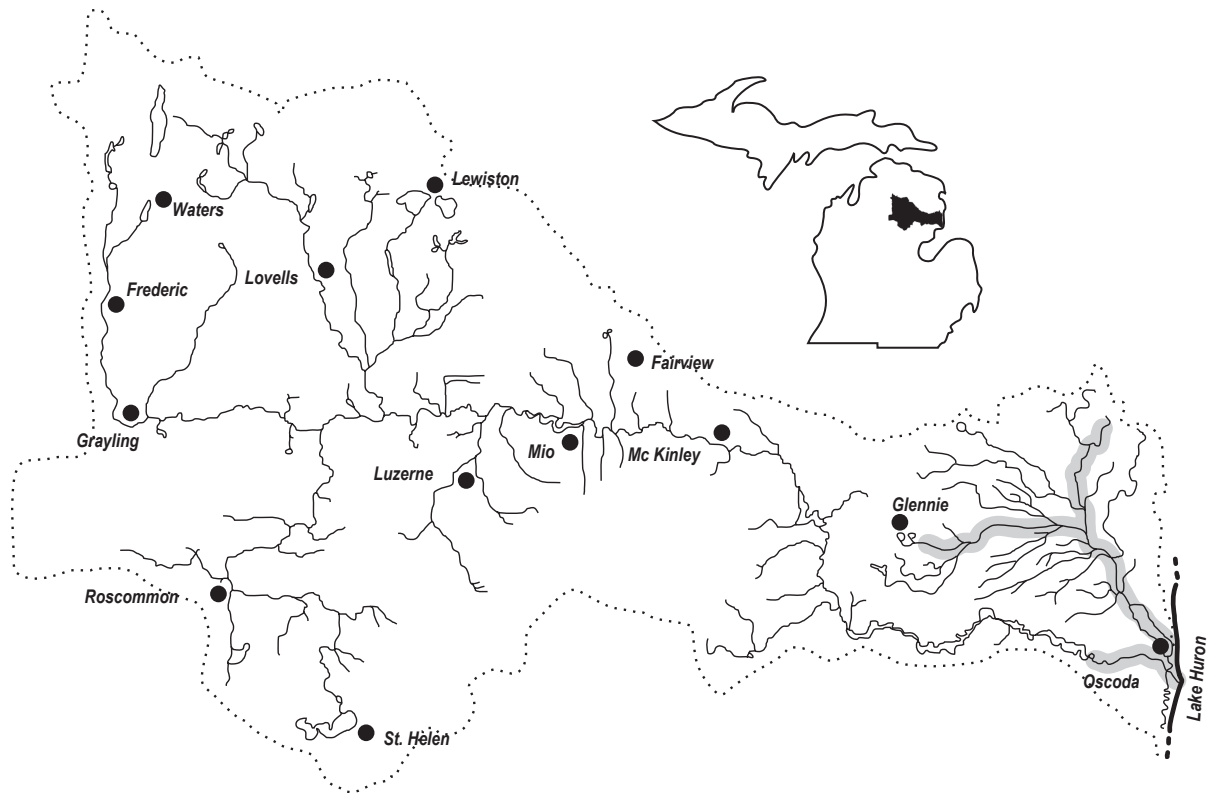 Lewiston
Waters
Lovells
Frederic
Fairview
Grayling
Mio
Mc Kinley
Luzerne
Glennie
Roscommon
Oscoda
Lake Huron
St. Helen